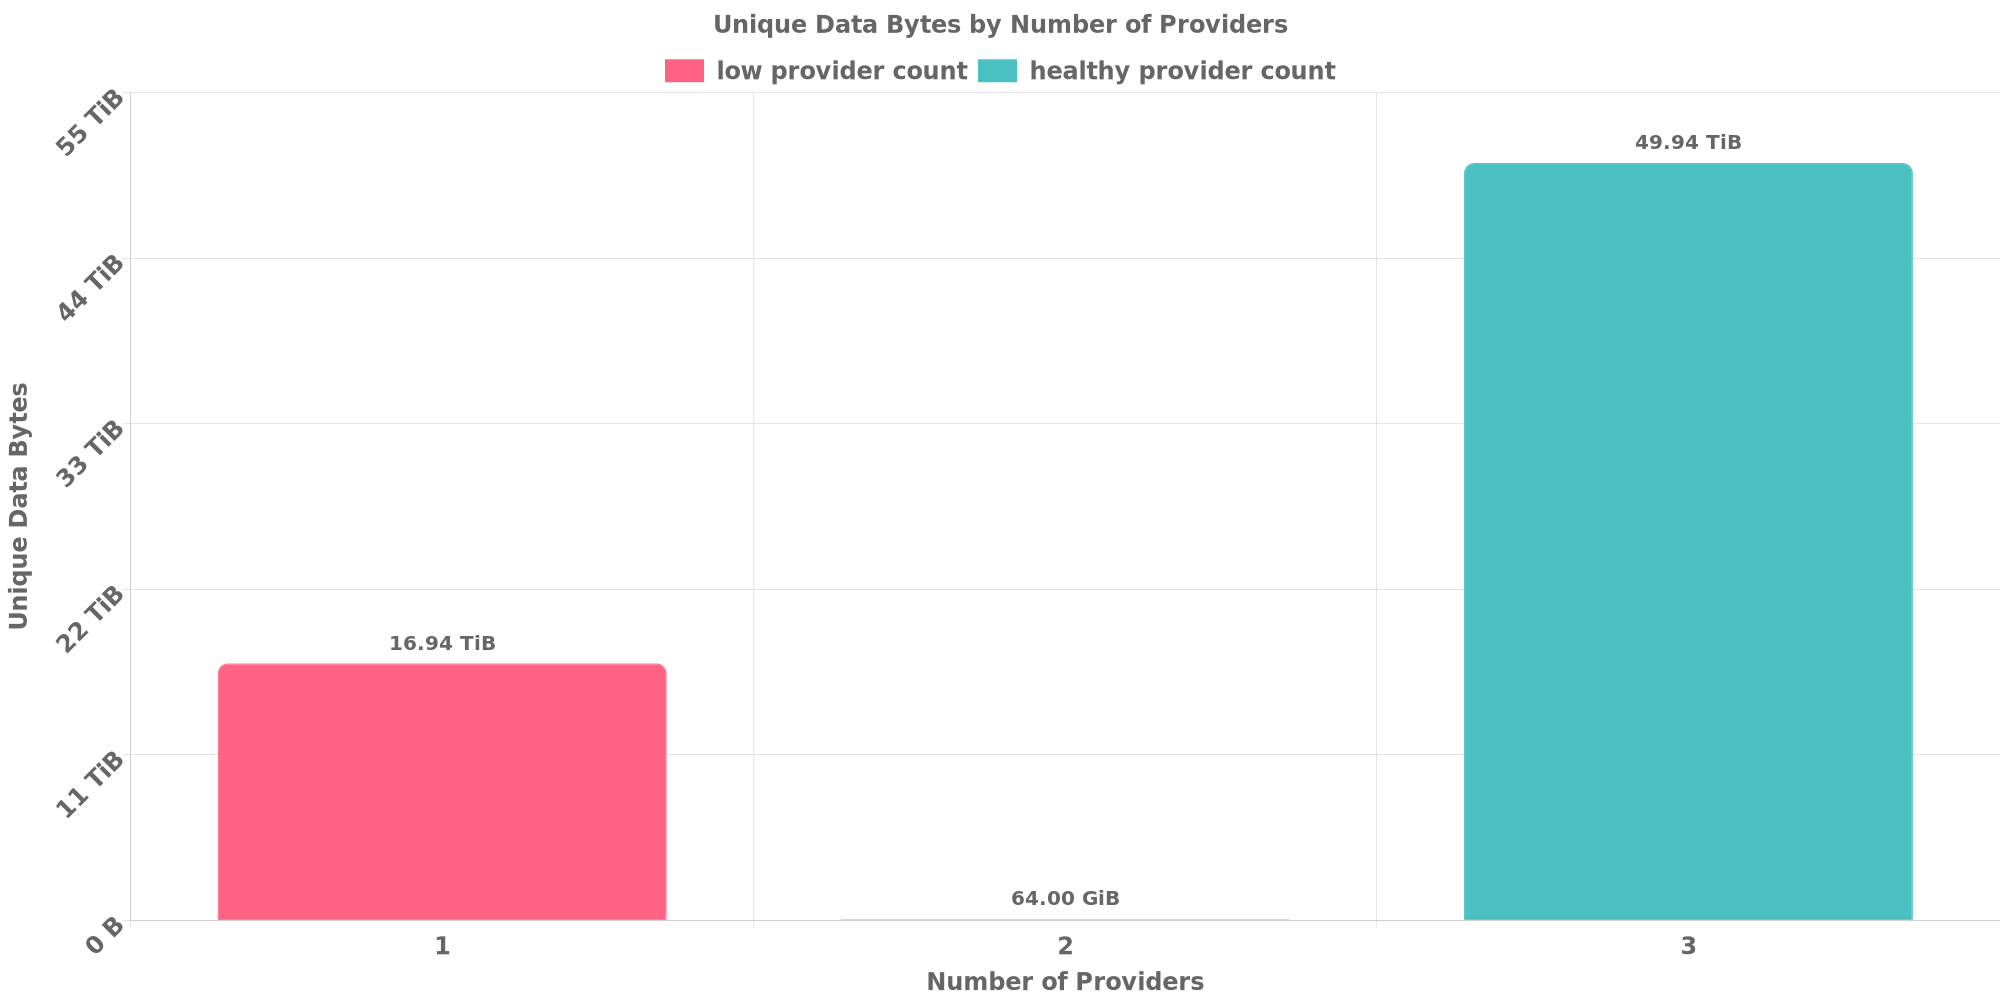 Unique Data Bytes by Number of Providers
low provider count healthy provider count
55 TiB
49.94 TiB
44 TiB
33 TiB
22 TiB
16.94 TiB
11 TiB
64.00 GiB
0 B
Unique Data Bytes
1 2 3
Number of Providers